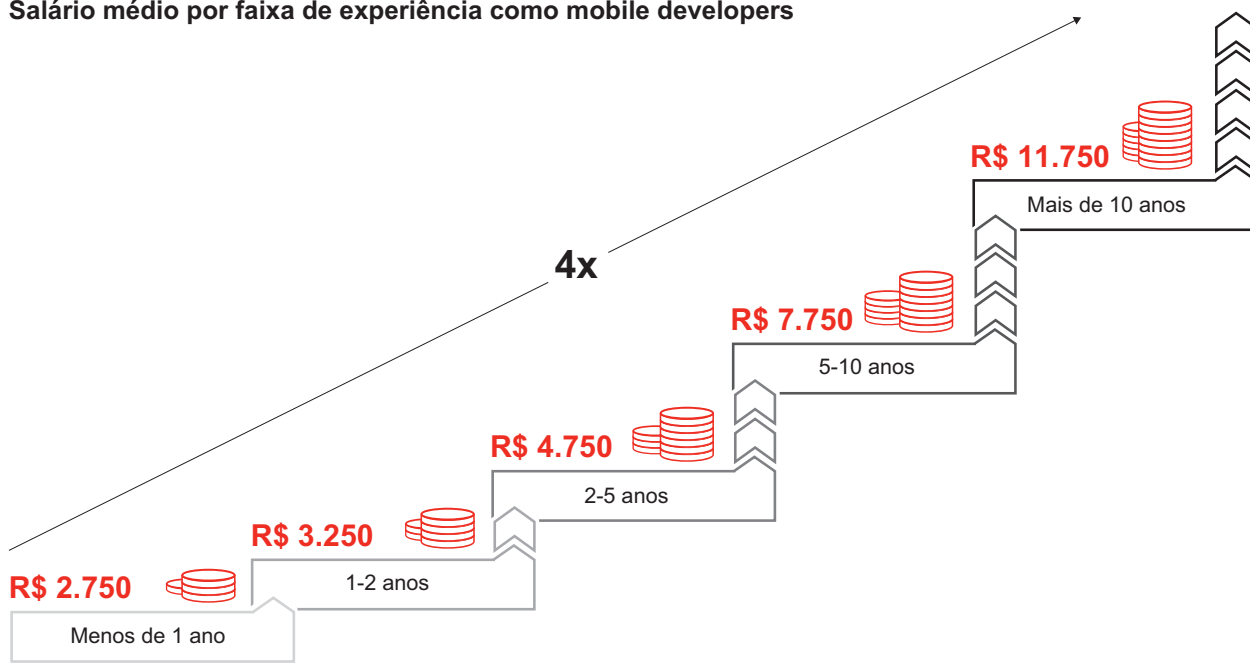 Salário médio por faixa de experiência como mobile developers
R$ 11.750
Mais de 10 anos
4x
R$ 7.750
5-10 anos
R$ 4.750
2-5 anos
R$ 3.250
1-2 anos
R$ 2.750
Menos de 1 ano